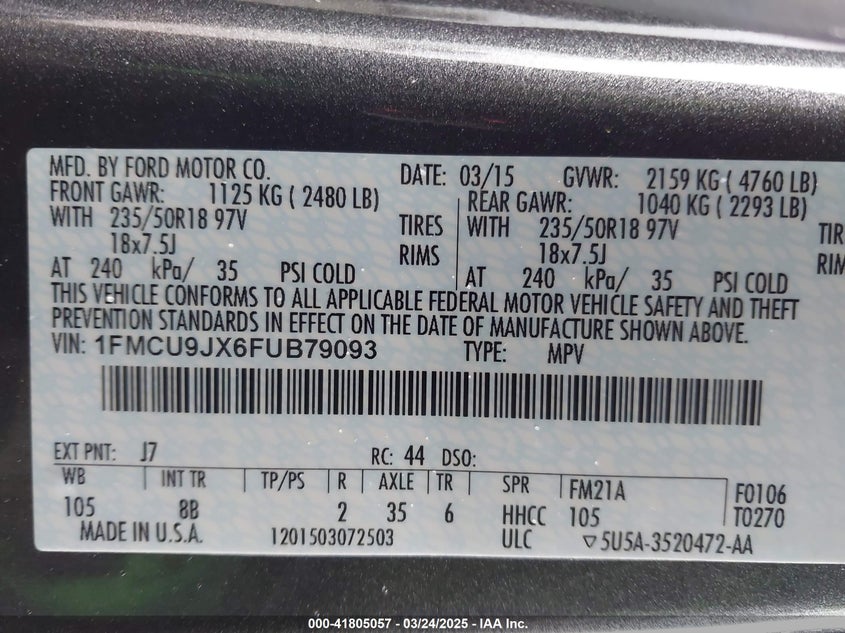 MFD. BY FORD MOTOR CO. DATE: 03/15 GVWR: 2159 KG ( 4760 LB)
FRONT GAWR: 1125 KG ( 2480 LB) REAR GAWR: 1040 KG ( 2293 LB)
WITH 235/50R18 97V TIRES WITH 235/50R18 97V TIR
18x7.5J RIMS 18x7.5J RIM
AT 240 kPa/ 35 PSI COLD AT 240 kPa/ 35 PSI COLD
THIS VEHICLE CONFORMS TO ALL APPLICABLE FEDERAL MOTOR VEHICLE SAFETY AND THEFT
PREVENTION STANDARDS IN EFFECT ON THE DATE OF MANUFACTURE SHOWN ABOVE.
VIN: 1FMCU9JX6FUB79093 TYPE: MPV
EXT PNT: J7 RC: 44 DSO:
WB INT TR TP/PS R AXLE TR SPR FM21A F0106
105 8B 2 35 6 HHCC 105 T0270
MADE IN U.S.A. 1201503072503 ULC ▽5U5A-3520472-AA
000-41805057 - 03/24/2025 - IAA Inc.